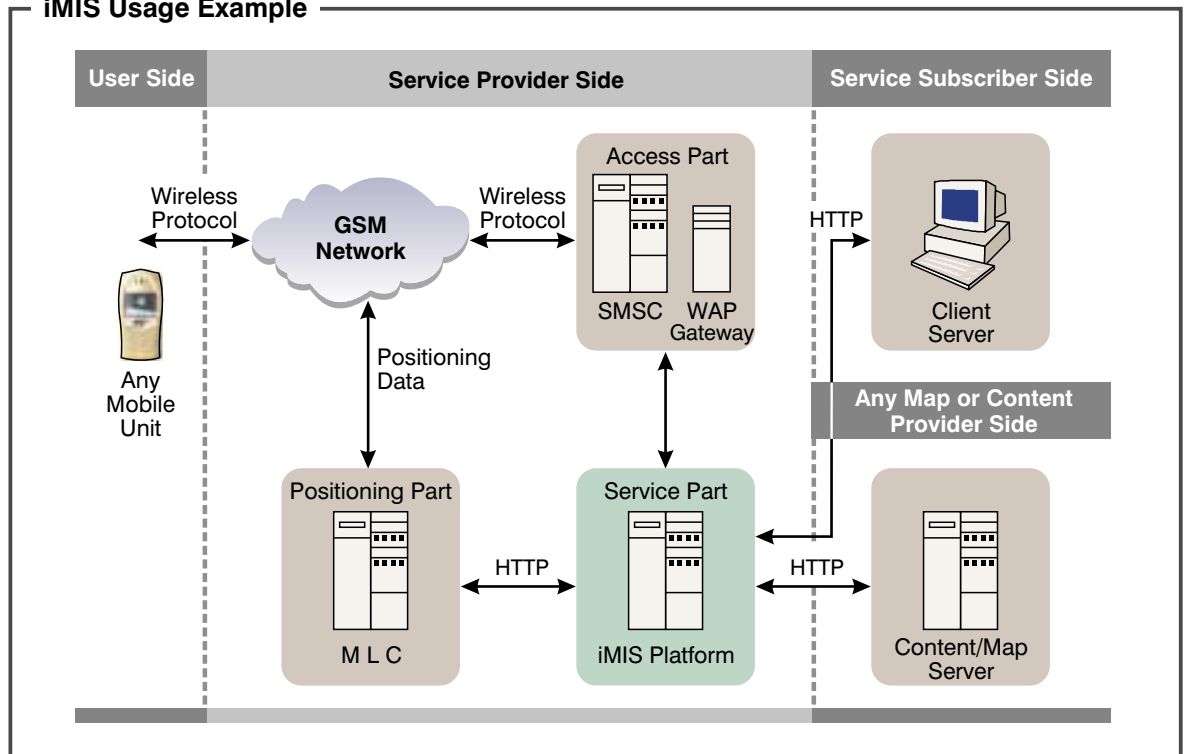 iMIS Usage Example
User Side
Service Provider Side
Service Subscriber Side
Access Part
Wireless
Protocol
GSM
Network
Wireless
Protocol
HTTP
SMSC
WAP
Gateway
Client
Server
Positioning
Data
Any
Mobile
Unit
Any Map or Content
Provider Side
Positioning Part
Service Part
HTTP
HTTP
M L C
iMIS Platform
Content/Map
Server